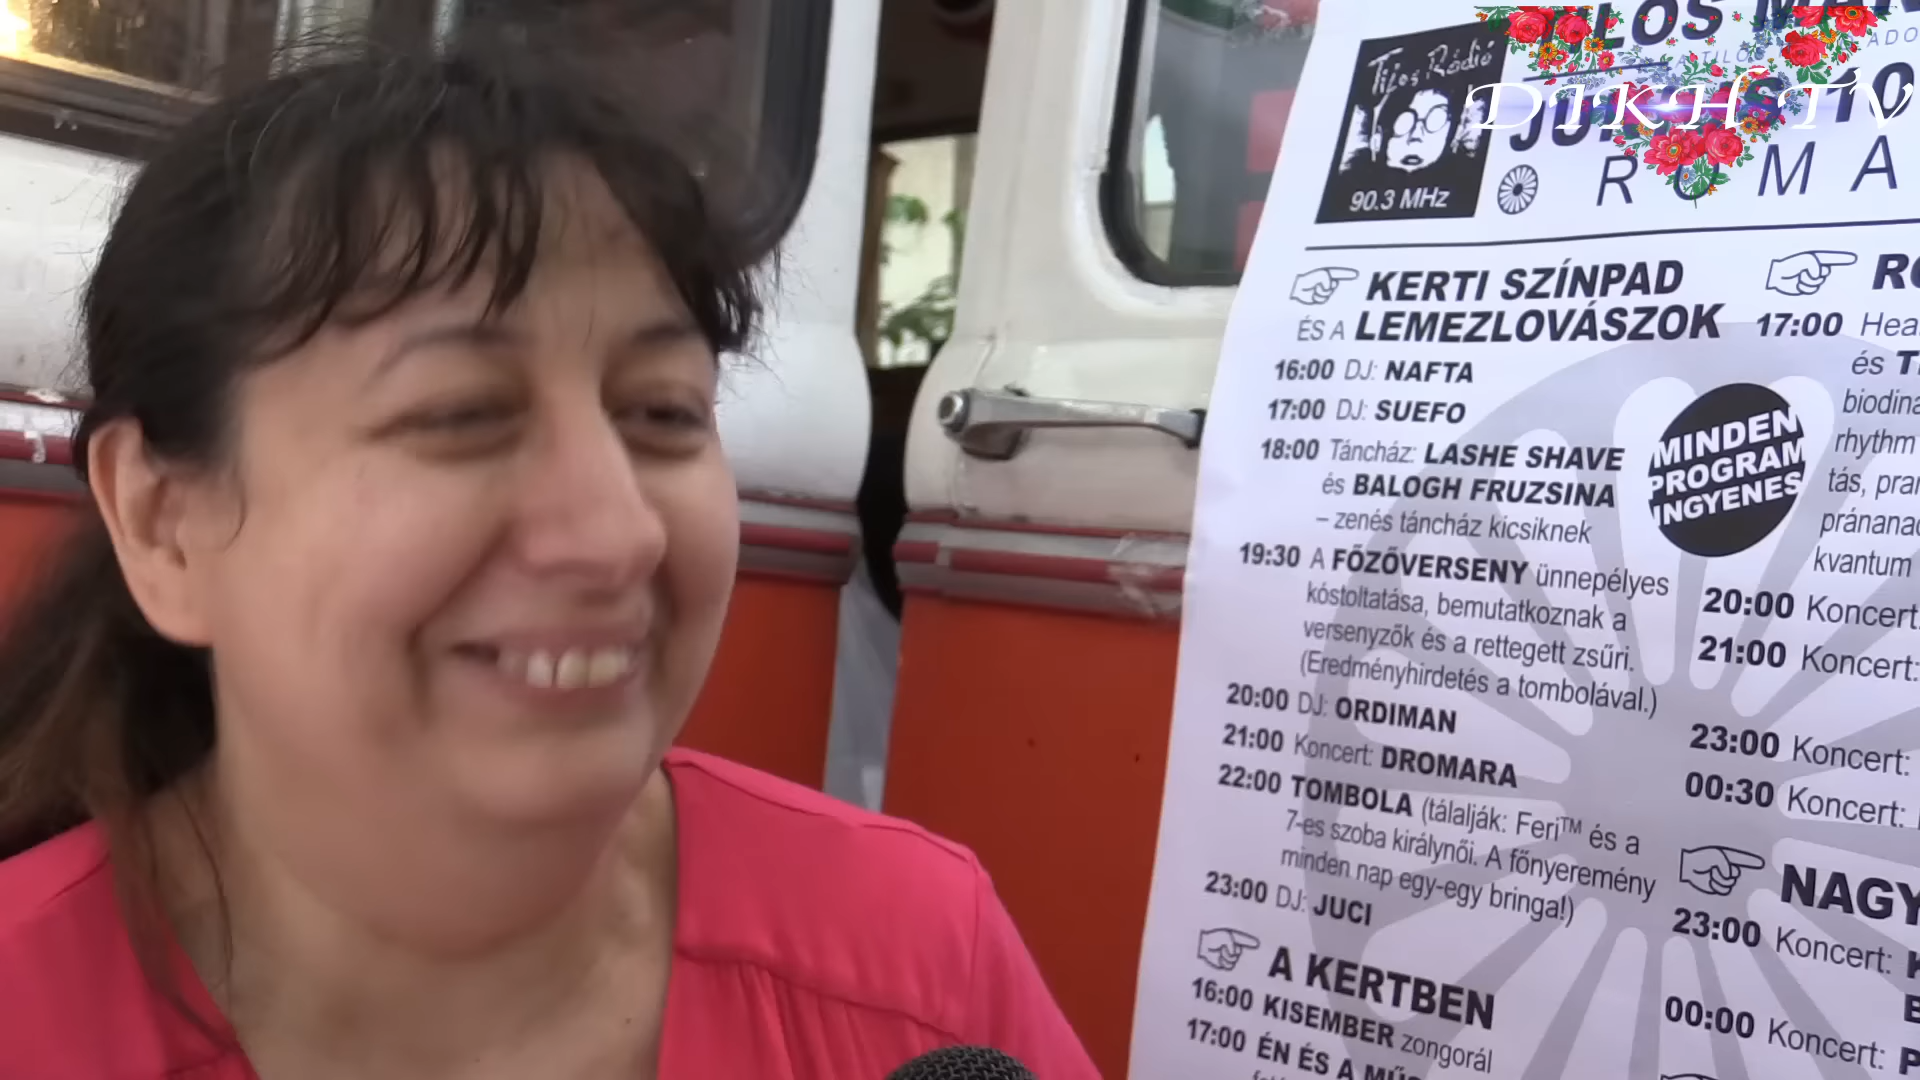 Tilos Rádió
90.3 MHz
DIKH TV
ROMA
KERTI SZÍNPAD
ÉS A LEMEZLOVÁSZOK
16:00 DJ: NAFTA
17:00 DJ: SUEFO
18:00 Táncház: LASHE SHAVE
és BALOGH FRUZSINA
– zenés táncház kicsiknek
19:30 A FŐZŐVERSENY ünnepélyes
kóstoltatása, bemutatkoznak a
versenyzők és a rettegett zsűri.
(Eredményhirdetés a tombolával.)
20:00 DJ: ORDIMAN
21:00 Koncert: DROMARA
22:00 TOMBOLA (tálalják: Feri™ és a
7-es szoba királynői. A főnyeremény
minden nap egy-egy bringa!)
23:00 DJ: JUCI
A KERTBEN
16:00 KISEMBER zongorál
17:00 ÉN ÉS A
MINDEN
PROGRAM
INGYENES
17:00
és
rhythm
kvantum
20:00 Koncert:
21:00 Koncert:
23:00 Koncert:
00:30 Koncert:
NAGY
23:00 Koncert:
00:00 Koncert: